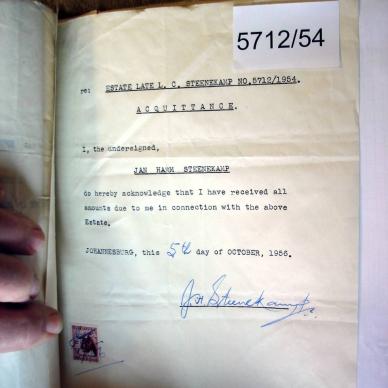 5712/54
re: ESTATE LATE L. C. STEENEKAMP NO.5712/1954.
A C Q U I T T A N C E.
I, the undersigned,
JAN HARM STEENEKAMP
do hereby acknowledge that I have received all
amounts due to me in connection with the above
Estate.
JOHANNESBURG, this 5th day of OCTOBER, 1956.
J.H. Steenekamp.